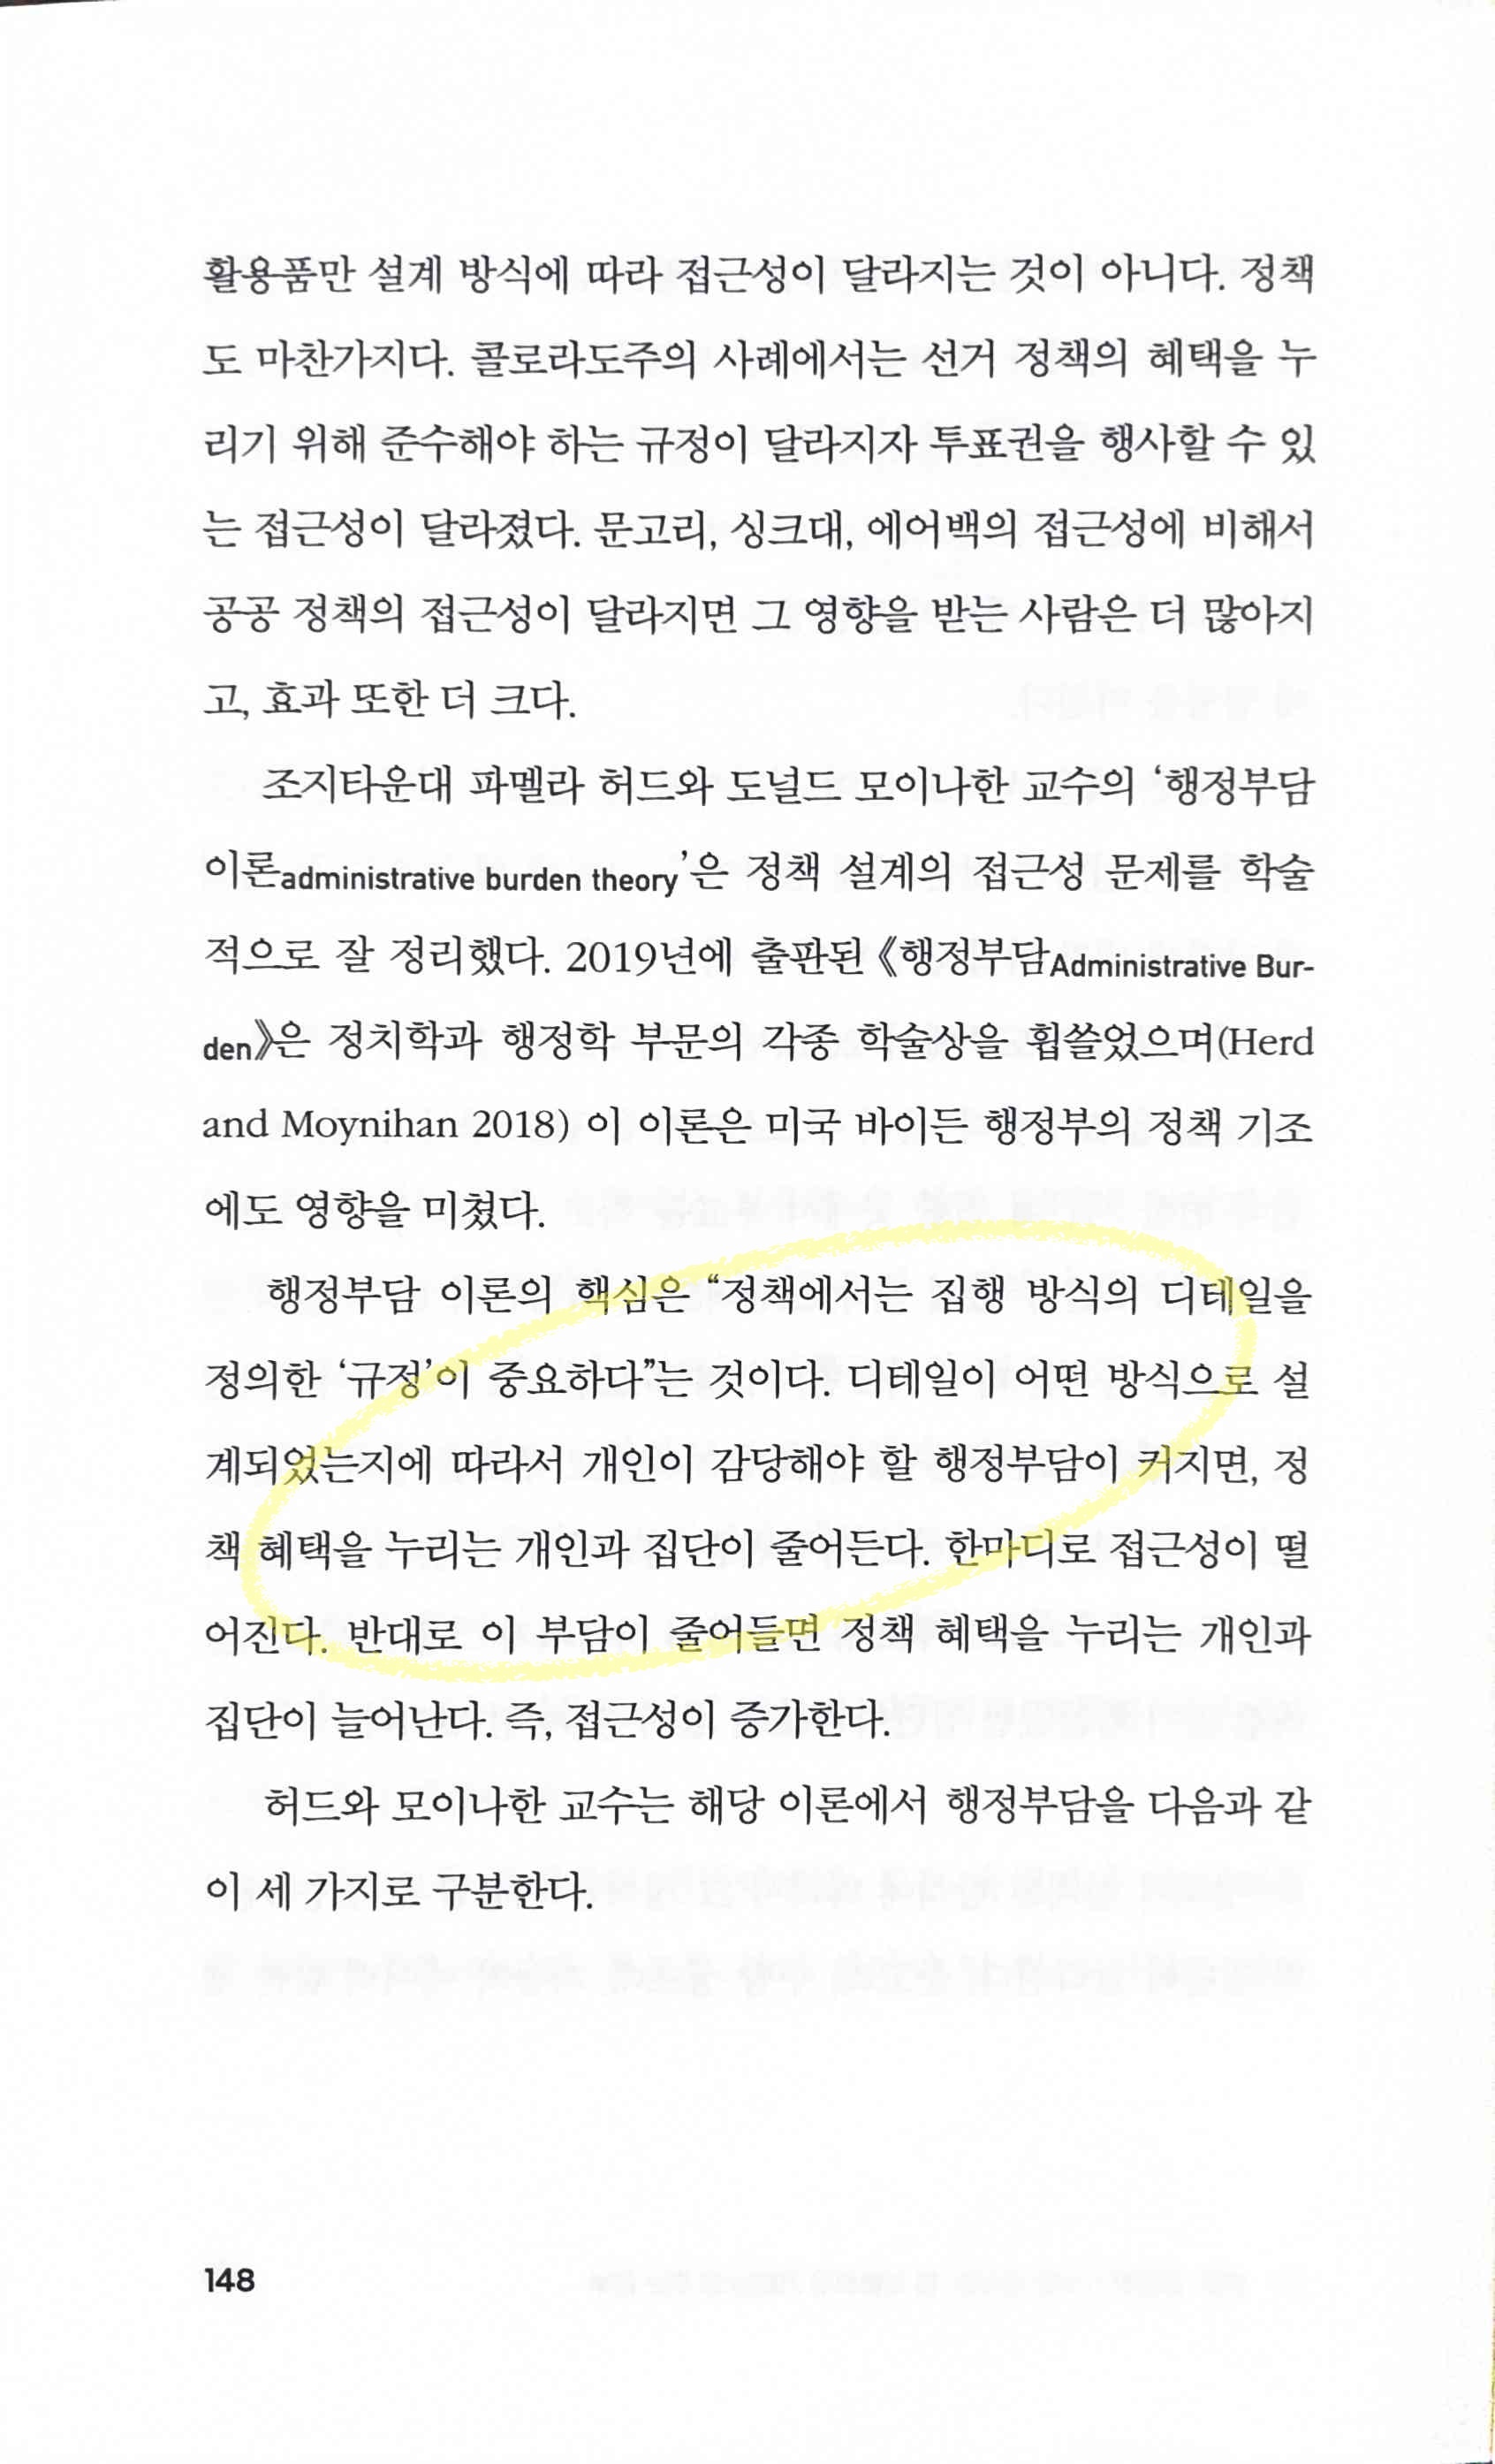 활용품만 설계 방식에 따라 접근성이 달라지는 것이 아니다. 정책
도 마찬가지다. 콜로라도주의 사례에서는 선거 정책의 혜택을 누
리기 위해 준수해야 하는 규정이 달라지자 투표권을 행사할 수 있
는 접근성이 달라졌다. 문고리, 싱크대, 에어백의 접근성에 비해서
공공 정책의 접근성이 달라지면 그 영향을 받는 사람은 더 많아지
고, 효과 또한 더 크다.
조지타운대 파멜라 허드와 도널드 모이나한 교수의 ‘행정부담
이론administrative burden theory’은 정책 설계의 접근성 문제를 학술
적으로 잘 정리했다. 2019년에 출판된 《행정부담Administrative Bur-
den》은 정치학과 행정학 부문의 각종 학술상을 휩쓸었으며(Herd
and Moynihan 2018) 이 이론은 미국 바이든 행정부의 정책 기조
에도 영향을 미쳤다.
행정부담 이론의 핵심은 “정책에서는 집행 방식의 디테일을
정의한 ‘규정’이 중요하다”는 것이다. 디테일이 어떤 방식으로 설
계되었는지에 따라서 개인이 감당해야 할 행정부담이 커지면, 정
책 혜택을 누리는 개인과 집단이 줄어든다. 한마디로 접근성이 떨
어진다. 반대로 이 부담이 줄어들면 정책 혜택을 누리는 개인과
집단이 늘어난다. 즉, 접근성이 증가한다.
허드와 모이나한 교수는 해당 이론에서 행정부담을 다음과 같
이 세 가지로 구분한다.
148